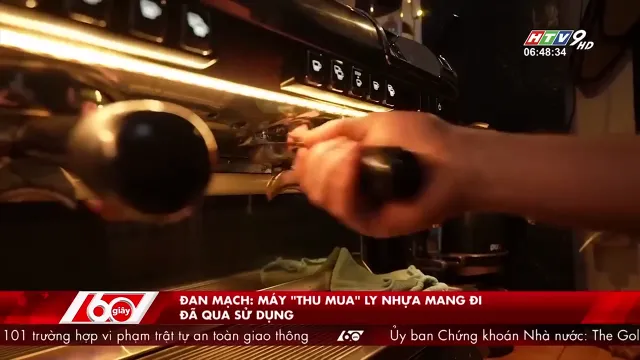 HTV9 HD
06:48:34
60 giây
ĐAN MẠCH: MÁY "THU MUA" LY NHỰA MANG ĐI
ĐÃ QUA SỬ DỤNG
101 trường hợp vi phạm trật tự an toàn giao thông 60 Ủy ban Chứng khoán Nhà nước: The Gol